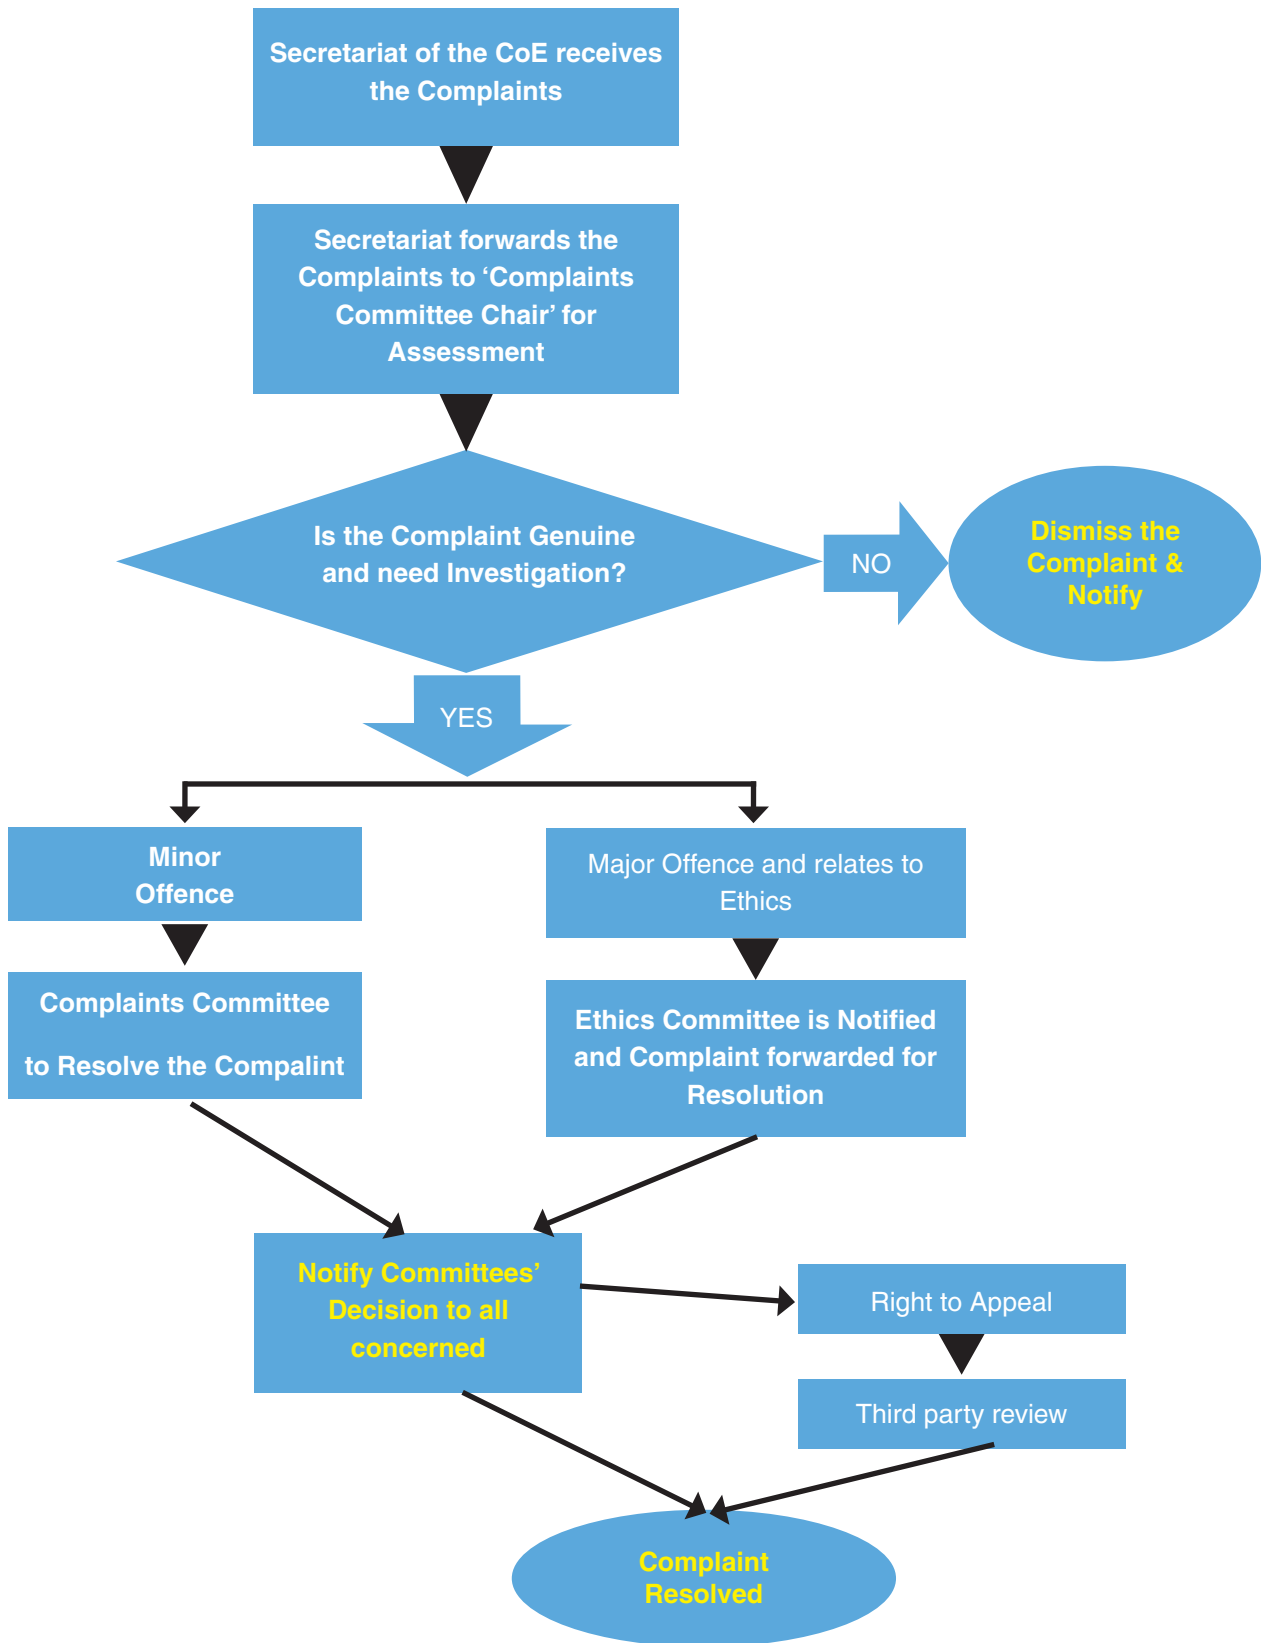 Secretariat of the CoE receives
the Complaints
Secretariat forwards the
Complaints to ‘Complaints
Committee Chair’ for
Assessment
Is the Complaint Genuine
and need Investigation?
NO
Dismiss the
Complaint &
Notify
YES
Minor
Offence
Major Offence and relates to
Ethics
Complaints Committee
to Resolve the Compalint
Ethics Committee is Notified
and Complaint forwarded for
Resolution
Notify Committees’
Decision to all
concerned
Right to Appeal
Third party review
Complaint
Resolved